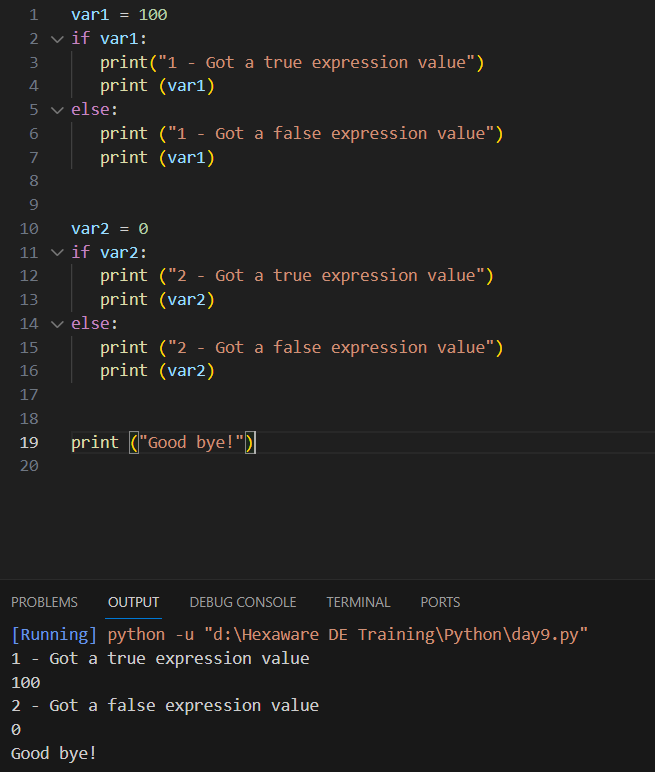 1 var1 = 100
2 if var1:
3    print("1 - Got a true expression value")
4    print (var1)
5 else:
6    print ("1 - Got a false expression value")
7    print (var1)
8
9
10 var2 = 0
11 if var2:
12    print ("2 - Got a true expression value")
13    print (var2)
14 else:
15    print ("2 - Got a false expression value")
16    print (var2)
17
18
19 print ("Good bye!")
20
PROBLEMS OUTPUT DEBUG CONSOLE TERMINAL PORTS
[Running] python -u "d:\Hexaware DE Training\Python\day9.py"
1 - Got a true expression value
100
2 - Got a false expression value
0
Good bye!